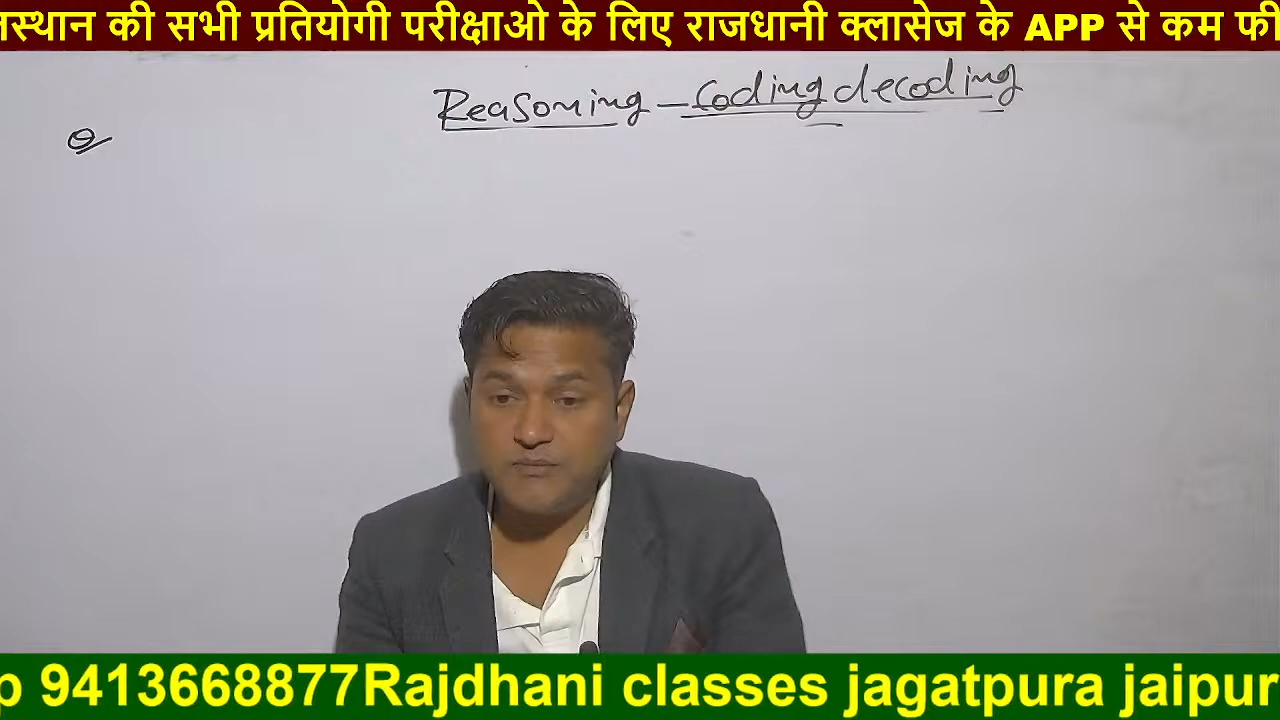 की सभी प्रतियोगी परीक्षाओ के लिए राजधानी क्लासेज के APP से कम
Reasoning - Coding decoding
Q
9413668877Rajdhani classes jagatpura jaipur